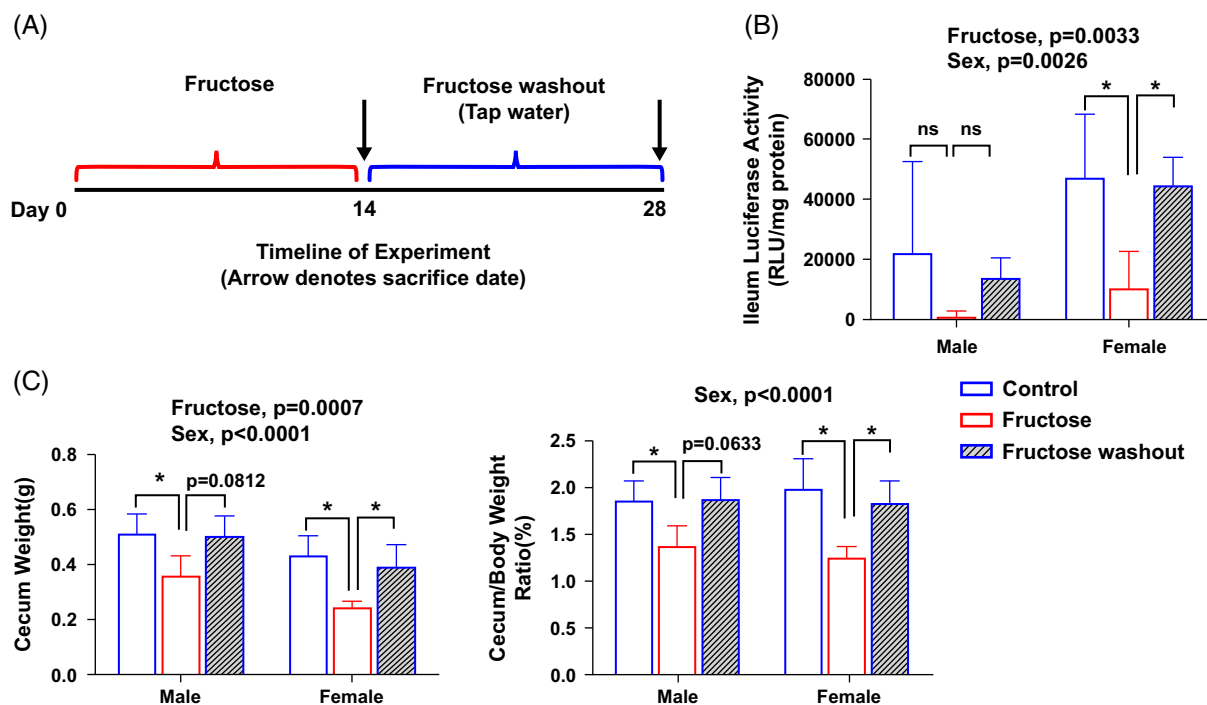 (A)
Fructose
Fructose washout
(Tap water)
Day 0
14
28
Timeline of Experiment
(Arrow denotes sacrifice date)
(B)
Fructose, p=0.0033
Sex, p=0.0026
Ileum Luciferase Activity
(RLU/mg protein)
80000
60000
40000
20000
0
ns
ns
*
*
Male
Female
(C)
Fructose, p=0.0007
Sex, p<0.0001
Cecum Weight(g)
0.8
0.6
0.4
0.2
0.0
*
p=0.0812
*
*
Male
Female
Sex, p<0.0001
Cecum/Body Weight
Ratio(%)
2.5
2.0
1.5
1.0
0.5
0.0
*
p=0.0633
*
*
Male
Female
Control
Fructose
Fructose washout